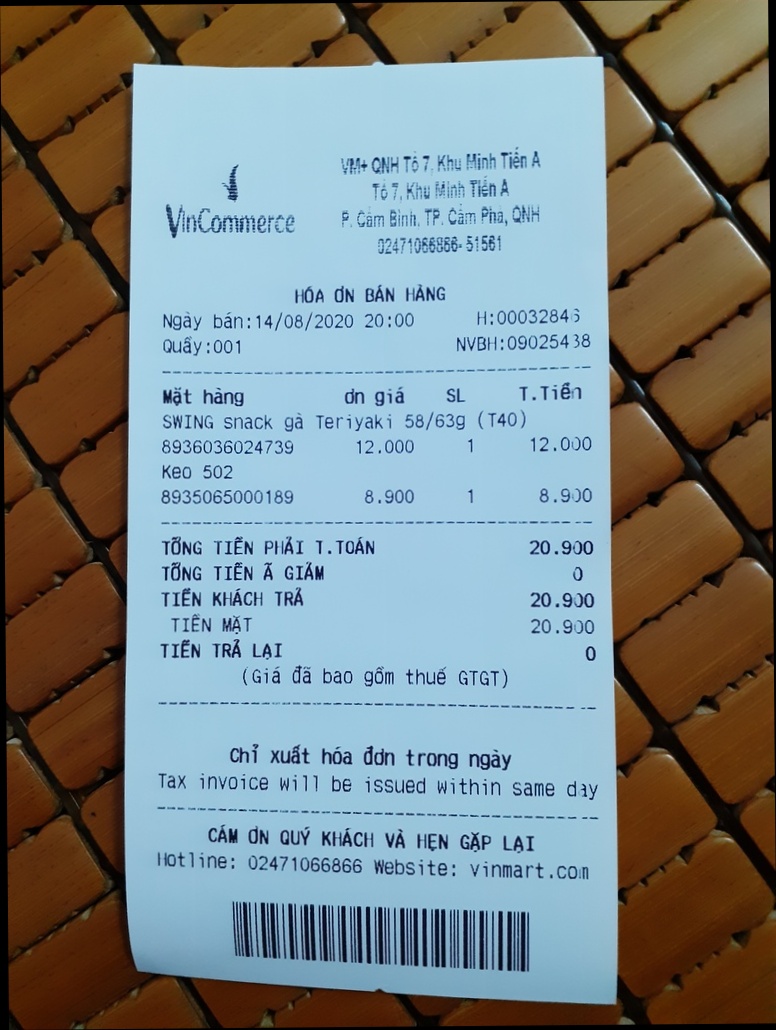 VinCommerce
VM+ QNH Tổ 7, Khu Minh Tiến A
Tổ 7, Khu Minh Tiến A
P. Cẩm Bình, TP. Cẩm Phả, QNH
02471066866-51561
HÓA ƠN BÁN HÀNG
Ngày bán:14/08/2020 20:00 H:00032846
Quầy:001 NVBH:09025438
Mặt hàng ơn giá SL T.Tiền
SWING snack gà Teriyaki 58/63g (T40)
8936036024739 12.000 1 12.000
Keo 502
8935065000189 8.900 1 8.900
TỔNG TIỀN PHẢI T.TOÁN 20.900
TỔNG TIỀN Ã GIẢM 0
TIỀN KHÁCH TRẢ 20.900
TIỀN MẶT 20.900
TIỀN TRẢ LẠI 0
(Giá đã bao gồm thuế GTGT)
Chỉ xuất hóa đơn trong ngày
Tax invoice will be issued within same day
CẢM ƠN QUÝ KHÁCH VÀ HẸN GẶP LẠI
Hotline: 02471066866 Website: vinmart.com